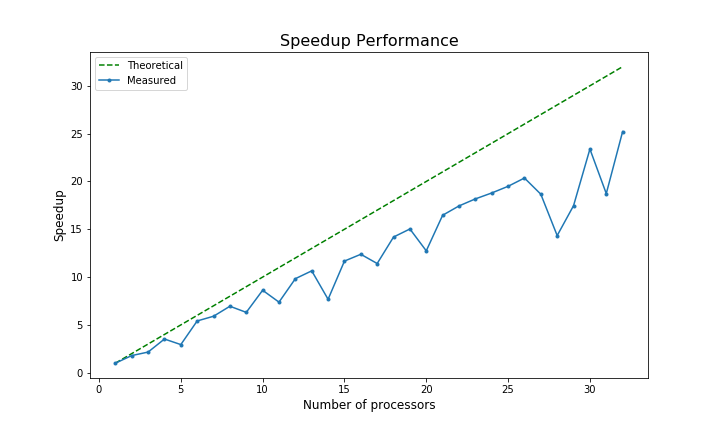 Speedup Performance
Theoretical
Measured
Speedup
30
25
20
15
10
5
0
0 5 10 15 20 25 30
Number of processors